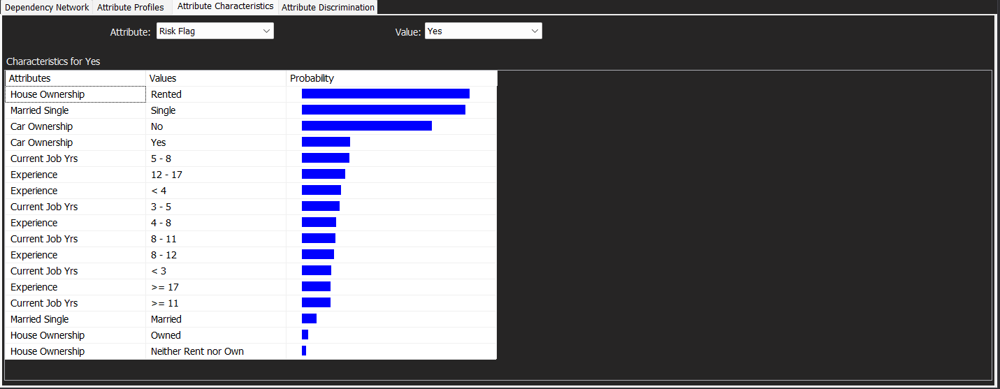 Dependency Network Attribute Profiles Attribute Characteristics Attribute Discrimination
Attribute: Risk Flag Value: Yes
Characteristics for Yes
Attributes Values Probability
House Ownership Rented
Married Single Single
Car Ownership No
Car Ownership Yes
Current Job Yrs 5 - 8
Experience 12 - 17
Experience < 4
Current Job Yrs 3 - 5
Experience 4 - 8
Current Job Yrs 8 - 11
Experience 8 - 12
Current Job Yrs < 3
Experience >= 17
Current Job Yrs >= 11
Married Single Married
House Ownership Owned
House Ownership Neither Rent nor Own